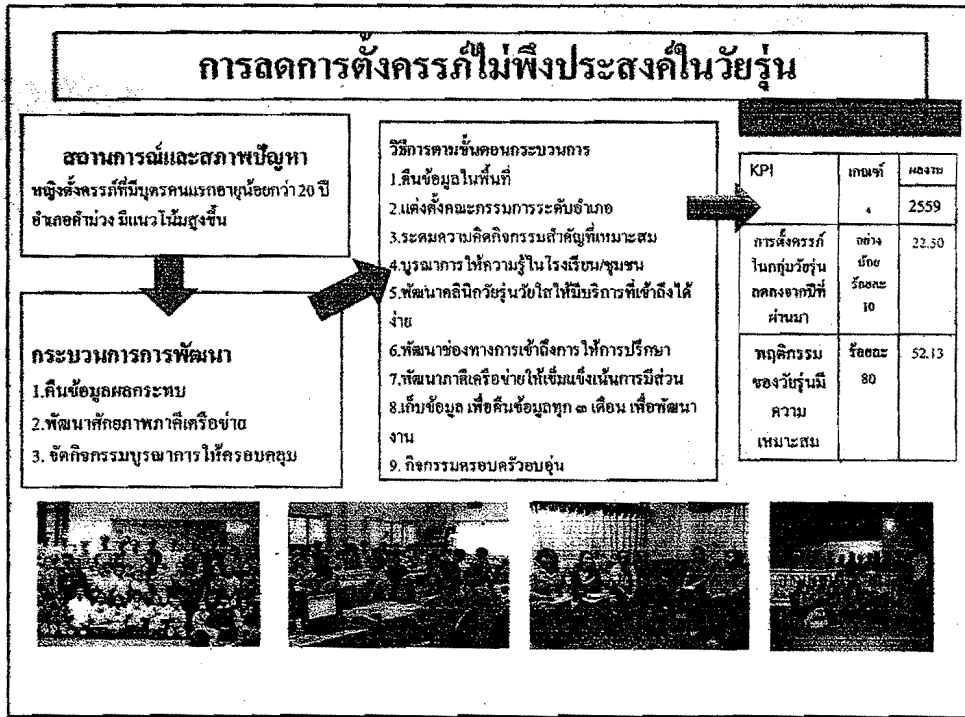 การลดการตั้งครรภ์ไม่พึงประสงค์ในวัยรุ่น
สถานการณ์และสภาพปัญหา
หญิงตั้งครรภ์ที่มีบุตรคนแรกอายุน้อยกว่า 20 ปี
อำเภอคำม่วง มีแนวโน้มสูงขึ้น
กระบวนการการพัฒนา
1.คืนข้อมูลผลกระทบ
2.พัฒนาศักยภาพภาคีเครือข่าย
3. จัดกิจกรรมบูรณาการให้ครอบคลุม
วิธีการตามขั้นตอนกระบวนการ
1.คืนข้อมูลในพื้นที่
2.แต่งตั้งคณะกรรมการระดับอำเภอ
3.ระดมความคิดกิจกรรมสำคัญที่เหมาะสม
4.บูรณาการให้ความรู้ในโรงเรียน/ชุมชน
5.พัฒนาคลินิกวัยรุ่นวัยใสให้มีบริการที่เข้าถึงได้
ง่าย
6.พัฒนาช่องทางการเข้าถึงการให้การปรึกษา
7.พัฒนาภาคีเครือข่ายให้เข้มแข็งเน้นการมีส่วน
8.เก็บข้อมูล เพื่อคืนข้อมูลทุก ๓ เดือน เพื่อพัฒนา
งาน
9. กิจกรรมครอบครัวอบอุ่น
KPI เกณฑ์ ผลงาน
2559
การตั้งครรภ์ อย่าง 22.50
ในกลุ่มวัยรุ่น น้อย
ลดลงจากปีที่ ร้อยละ
ผ่านมา 10
พฤติกรรม ร้อยละ 52.13
ของวัยรุ่นมี 80
ความ
เหมาะสม